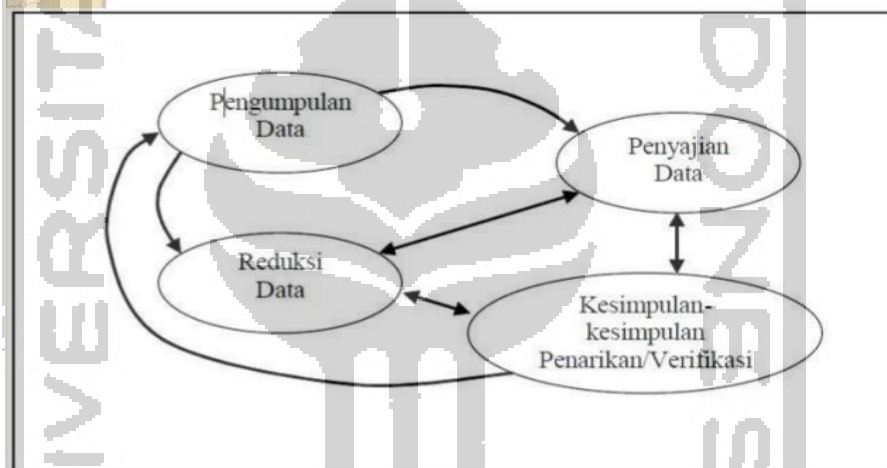 Pengumpulan
Data
Penyajian
Data
Reduksi
Data
Kesimpulan-
kesimpulan
Penarikan/Verifikasi